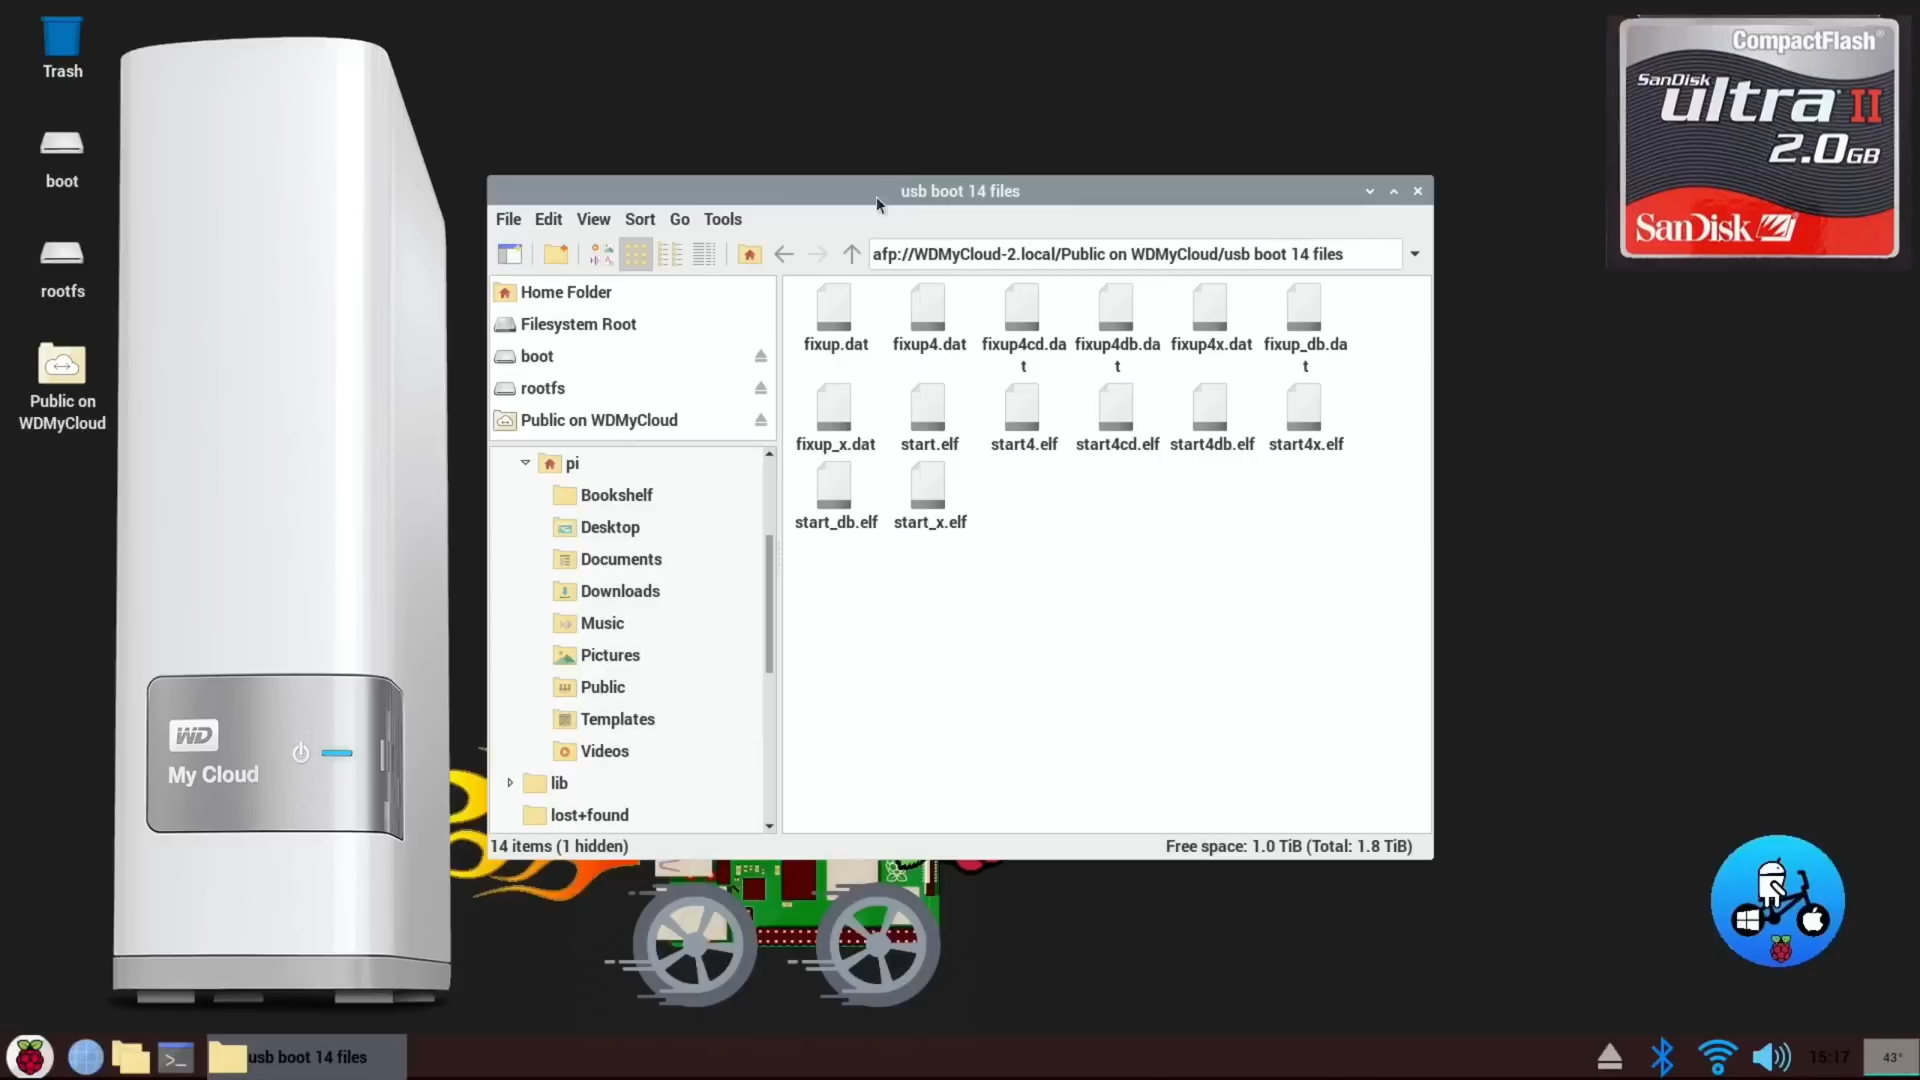 Trash
boot
rootfs
Public on
WDMyCloud
WD
My Cloud
CompactFlash®
SanDisk
ultra II
2.0GB
SanDisk
usb boot 14 files
File Edit View Sort Go Tools
afp://WDMyCloud-2.local/Public on WDMyCloud/usb boot 14 files
Home Folder
Filesystem Root
boot
rootfs
Public on WDMyCloud
pi
Bookshelf
Desktop
Documents
Downloads
Music
Pictures
Public
Templates
Videos
lib
lost+found
fixup.dat fixup4.dat fixup4cd.da fixup4db.da fixup4x.dat fixup_db.da
t t t
fixup_x.dat start.elf start4.elf start4cd.elf start4db.elf start4x.elf
start_db.elf start_x.elf
14 items (1 hidden) Free space: 1.0 TiB (Total: 1.8 TiB)
usb boot 14 files
15:17
43°